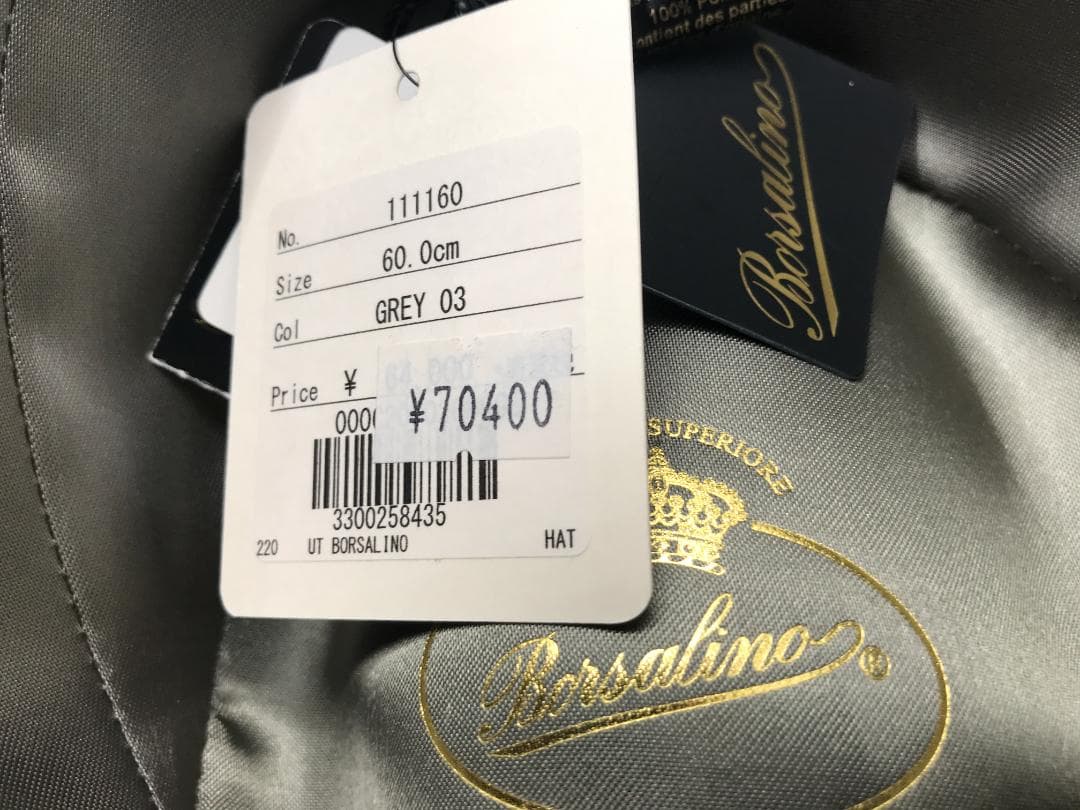 100%
contient des parties
Borsalino
No. 111160
Size 60.0cm
Col GREY 03
Price ¥
¥70400
3300258435
220 UT BORSALINO HAT
SUPERIORE
Borsalino®